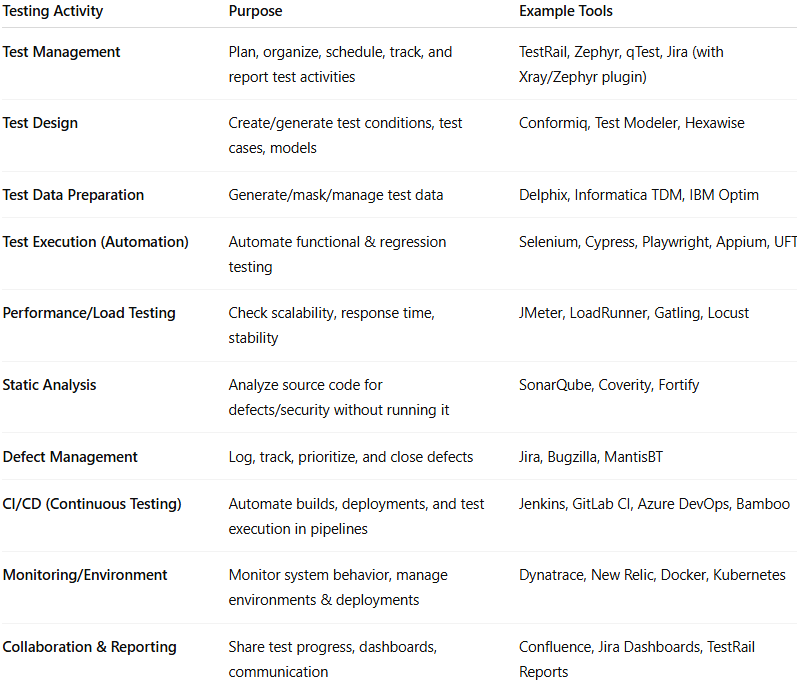 Testing Activity Purpose Example Tools
Test Management Plan, organize, schedule, track, and TestRail, Zephyr, qTest, Jira (with
report test activities Xray/Zephyr plugin)
Test Design Create/generate test conditions, test Conformiq, Test Modeler, Hexawise
cases, models
Test Data Preparation Generate/mask/manage test data Delphix, Informatica TDM, IBM Optim
Test Execution (Automation) Automate functional & regression Selenium, Cypress, Playwright, Appium, UFT
testing
Performance/Load Testing Check scalability, response time, JMeter, LoadRunner, Gatling, Locust
stability
Static Analysis Analyze source code for SonarQube, Coverity, Fortify
defects/security without running it
Defect Management Log, track, prioritize, and close defects Jira, Bugzilla, MantisBT
CI/CD (Continuous Testing) Automate builds, deployments, and test Jenkins, GitLab CI, Azure DevOps, Bamboo
execution in pipelines
Monitoring/Environment Monitor system behavior, manage Dynatrace, New Relic, Docker, Kubernetes
environments & deployments
Collaboration & Reporting Share test progress, dashboards, Confluence, Jira Dashboards, TestRail
communication Reports